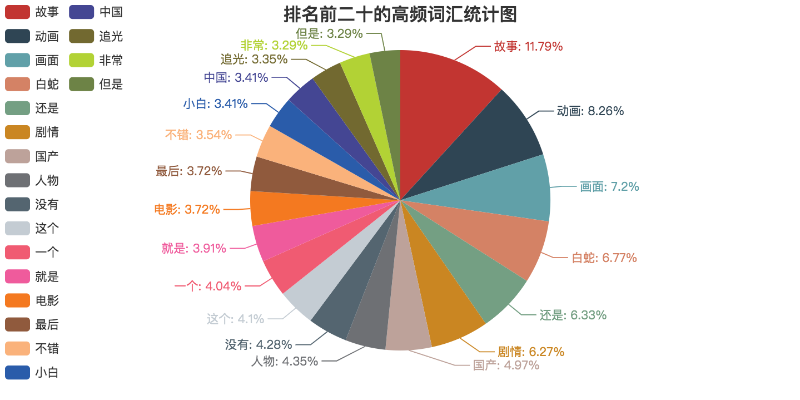 排名前二十的高频词汇统计图
故事
动画
画面
白蛇
还是
剧情
国产
人物
没有
这个
一个
就是
电影
最后
不错
小白
中国
追光
非常
但是
故事: 11.79%
动画: 8.26%
画面: 7.2%
白蛇: 6.77%
还是: 6.33%
剧情: 6.27%
国产: 4.97%
人物: 4.35%
没有: 4.28%
这个: 4.1%
一个: 4.04%
就是: 3.91%
电影: 3.72%
最后: 3.72%
不错: 3.54%
小白: 3.41%
中国: 3.41%
追光: 3.35%
非常: 3.29%
但是: 3.29%